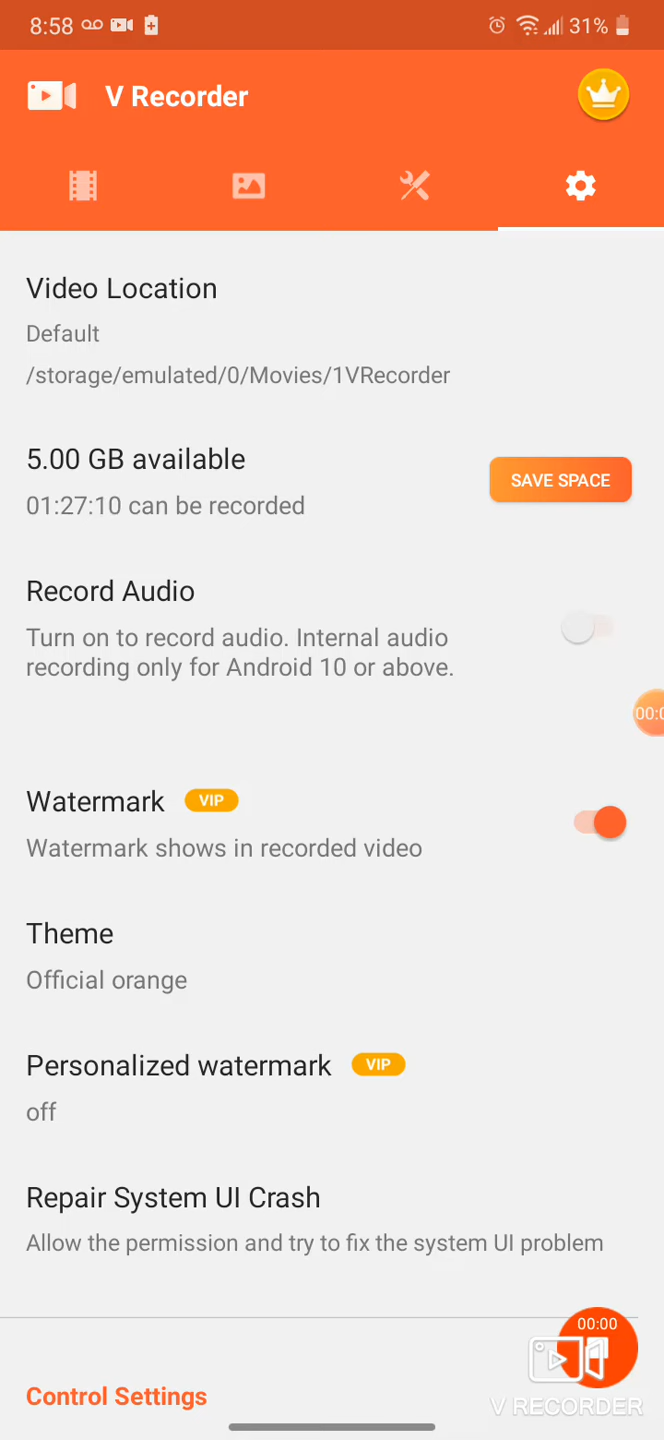 8:58
31%
V Recorder
Video Location
Default
/storage/emulated/0/Movies/1VRecorder
5.00 GB available
SAVE SPACE
01:27:10 can be recorded
Record Audio
Turn on to record audio. Internal audio
recording only for Android 10 or above.
00:0
Watermark VIP
Watermark shows in recorded video
Theme
Official orange
Personalized watermark VIP
off
Repair System UI Crash
Allow the permission and try to fix the system UI problem
00:00
Control Settings
V RECORDER